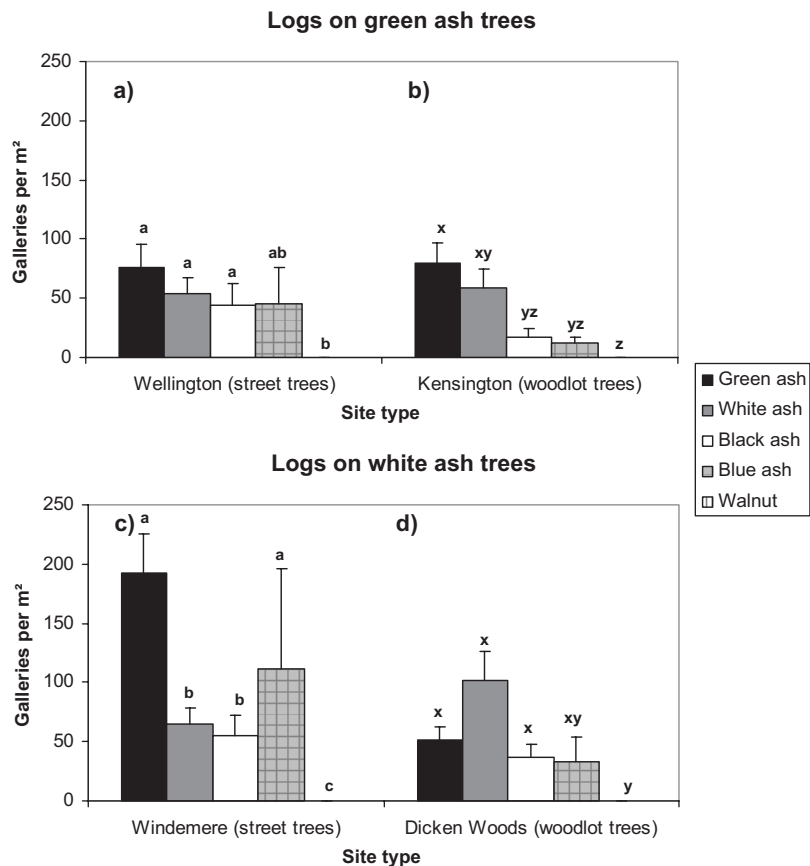 Logs on green ash trees
a)
b)
250
200
150
100
50
0
Galleries per m²
a
a
a
ab
b
x
xy
yz
yz
z
Wellington (street trees)
Kensington (woodlot trees)
Site type
Green ash
White ash
Black ash
Blue ash
Walnut
Logs on white ash trees
c)
d)
250
200
150
100
50
0
Galleries per m²
a
b
b
a
c
x
x
x
xy
y
Windemere (street trees)
Dicken Woods (woodlot trees)
Site type